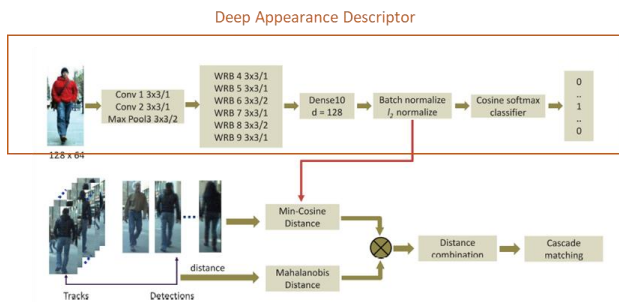 Deep Appearance Descriptor
Conv 1 3x3/1
Conv 2 3x3/1
Max Pool3 3x3/2
WRB 4 3x3/1
WRB 5 3x3/1
WRB 6 3x3/2
WRB 7 3x3/1
WRB 8 3x3/2
WRB 9 3x3/1
Dense10
d = 128
Batch normalize
l2 normalize
Cosine softmax
classifier
0
..
1
..
0
128 x 64
...
Min-Cosine
Distance
Distance
combination
Cascade
matching
distance
Mahalanobis
Distance
Tracks
Detections